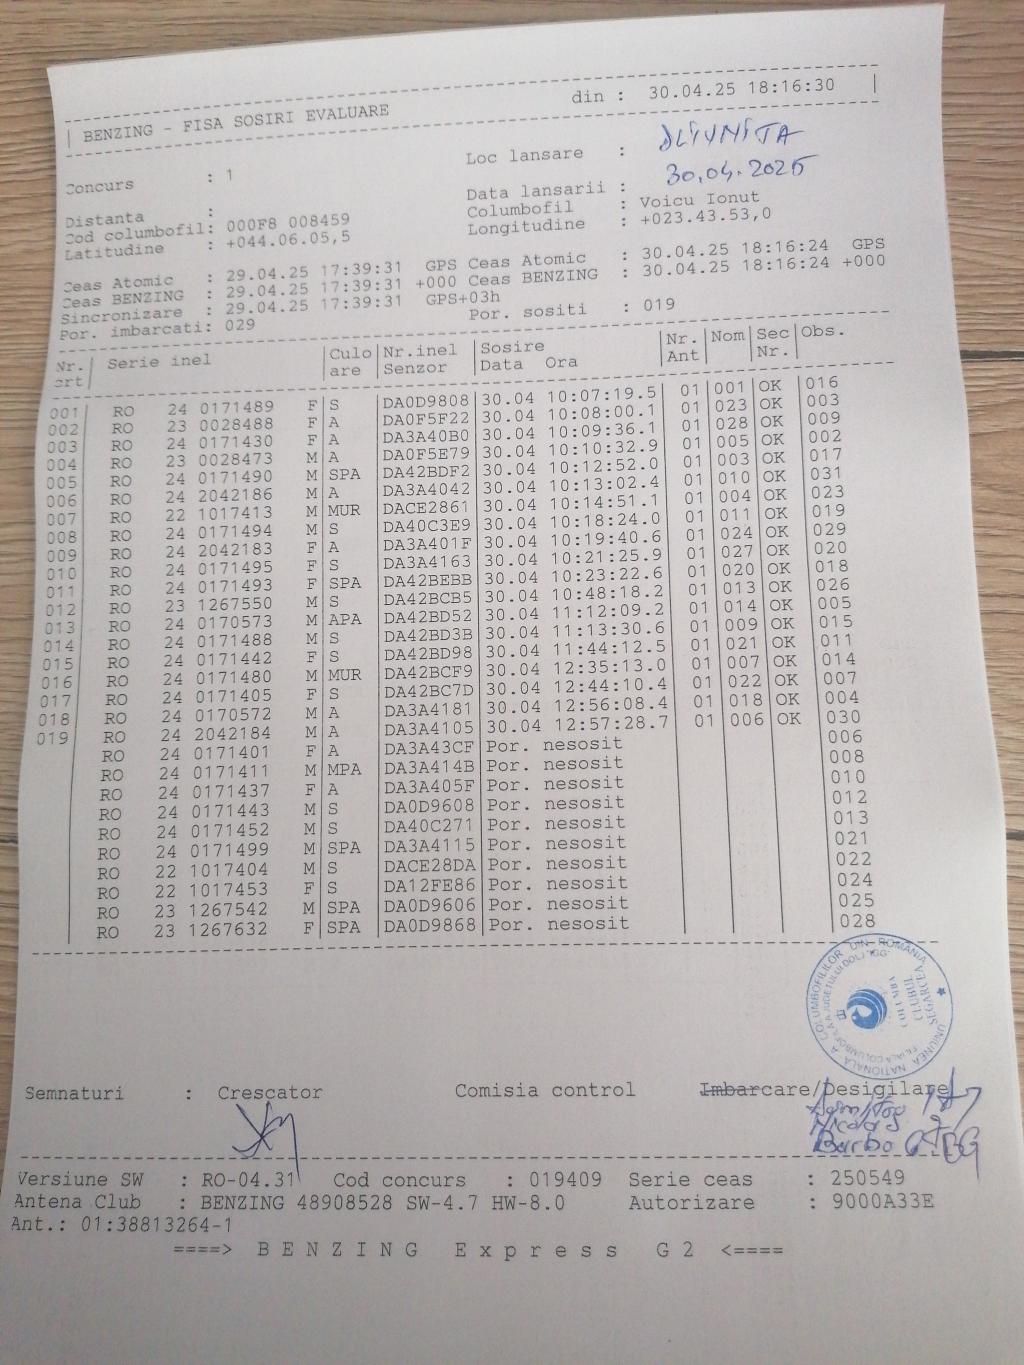 BENZING - FISA SOSIRI EVALUARE din : 30.04.25 18:16:30
Concurs : 1 Loc lansare :
30.04.2025
Distanta : Data lansarii :
Cod columbofil: 000F8 008459 Columbofil : Voicu Ionut
Latitudine : +044.06.05,5 Longitudine : +023.43.53,0
Ceas Atomic : 29.04.25 17:39:31 GPS Ceas Atomic : 30.04.25 18:16:24 GPS
Ceas BENZING : 29.04.25 17:39:31 +000 Ceas BENZING : 30.04.25 18:16:24 +000
Sincronizare : 29.04.25 17:39:31 GPS+03h
Por. imbarcati: 029 Por. sositi : 019
Nr. Serie inel Culo Nr.inel Sosire Nr. Nom Sec Obs.
crt are Senzor Data Ora Ant Nr.
001 RO 24 0171489 F S DA0D9808 30.04 10:07:19.5 01 001 OK 016
002 RO 23 0028488 F A DA0F5F22 30.04 10:08:00.1 01 023 OK 003
003 RO 24 0171430 F A DA3A40B0 30.04 10:09:36.1 01 028 OK 009
004 RO 23 0028473 M A DA0F5E79 30.04 10:10:32.9 01 005 OK 002
005 RO 24 0171490 M SPA DA42BDF2 30.04 10:12:52.0 01 003 OK 017
006 RO 24 2042186 M A DA3A4042 30.04 10:13:02.4 01 010 OK 031
007 RO 22 1017413 M MUR DACE2861 30.04 10:14:51.1 01 004 OK 023
008 RO 24 0171494 M S DA40C3E9 30.04 10:18:24.0 01 011 OK 019
009 RO 24 2042183 F A DA3A401F 30.04 10:19:40.6 01 024 OK 029
010 RO 24 0171495 F S DA3A4163 30.04 10:21:25.9 01 027 OK 020
011 RO 24 0171493 F SPA DA42BEBB 30.04 10:23:22.6 01 020 OK 018
012 RO 23 1267550 M S DA42BCB5 30.04 10:48:18.2 01 013 OK 026
013 RO 24 0170573 M APA DA42BD52 30.04 11:12:09.2 01 014 OK 005
014 RO 24 0171488 M S DA42BD3B 30.04 11:13:30.6 01 009 OK 015
015 RO 24 0171442 F S DA42BD98 30.04 11:44:12.5 01 021 OK 011
016 RO 24 0171480 M MUR DA42BCF9 30.04 12:35:13.0 01 007 OK 014
017 RO 24 0171405 F S DA42BC7D 30.04 12:44:10.4 01 022 OK 007
018 RO 24 0170572 M A DA3A4181 30.04 12:56:08.4 01 018 OK 004
019 RO 24 2042184 M A DA3A4105 30.04 12:57:28.7 01 006 OK 030
RO 24 0171401 F A DA3A43CF Por. nesosit 006
RO 24 0171411 M MPA DA3A414B Por. nesosit 008
RO 24 0171437 F A DA3A405F Por. nesosit 010
RO 24 0171443 M S DA0D9608 Por. nesosit 012
RO 24 0171452 M S DA40C271 Por. nesosit 013
RO 24 0171499 M SPA DA3A4115 Por. nesosit 021
RO 22 1017404 M S DACE28DA Por. nesosit 022
RO 22 1017453 F S DA12FE86 Por. nesosit 024
RO 23 1267542 M SPA DA0D9606 Por. nesosit 025
RO 23 1267632 F SPA DA0D9868 Por. nesosit 028
UNIUNEA NATIONALA A COLUMBOFILILOR DIN ROMANIA
COLUMBA
CLUBUL
SEGARCEA
Semnaturi : Crescator Comisia control Imbarcare/Desigilare
Versiune SW : RO-04.31 Cod concurs : 019409 Serie ceas : 250549
Antena Club : BENZING 48908528 SW-4.7 HW-8.0 Autorizare : 9000A33E
Ant.: 01:38813264-1
====> BENZING Express G2 <====